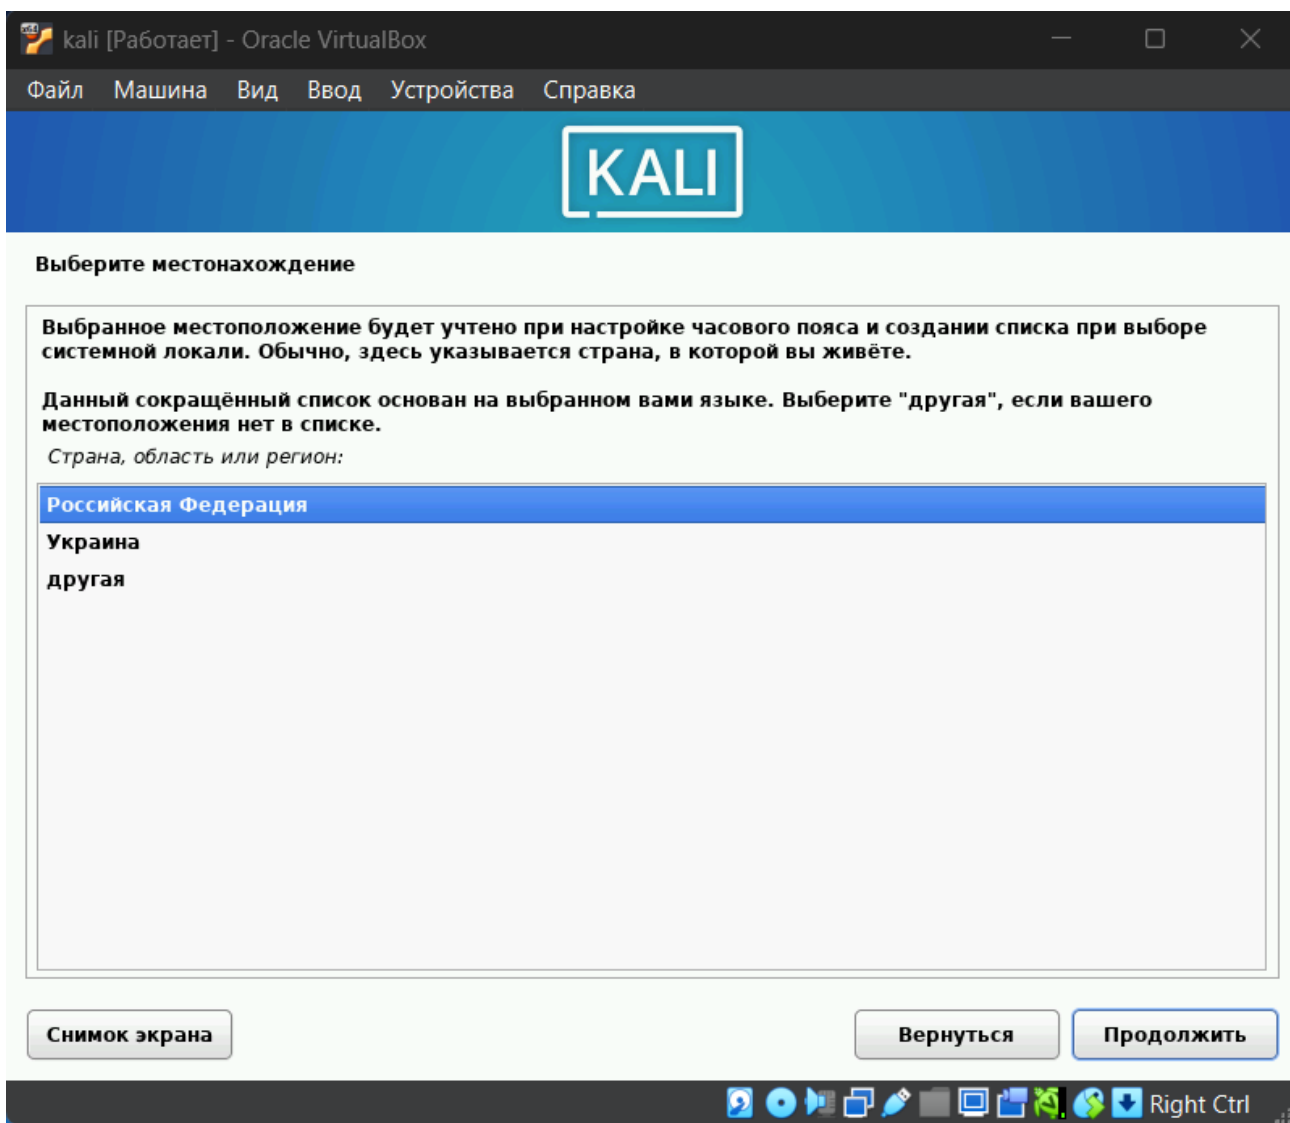 kali [Работает] - Oracle VirtualBox
Файл Машина Вид Ввод Устройства Справка
KALI
Выберите местонахождение
Выбранное местоположение будет учтено при настройке часового пояса и создании списка при выборе
системной локали. Обычно, здесь указывается страна, в которой вы живёте.
Данный сокращённый список основан на выбранном вами языке. Выберите "другая", если вашего
местоположения нет в списке.
Страна, область или регион:
Российская Федерация
Украина
другая
Снимок экрана Вернуться Продолжить
Right Ctrl